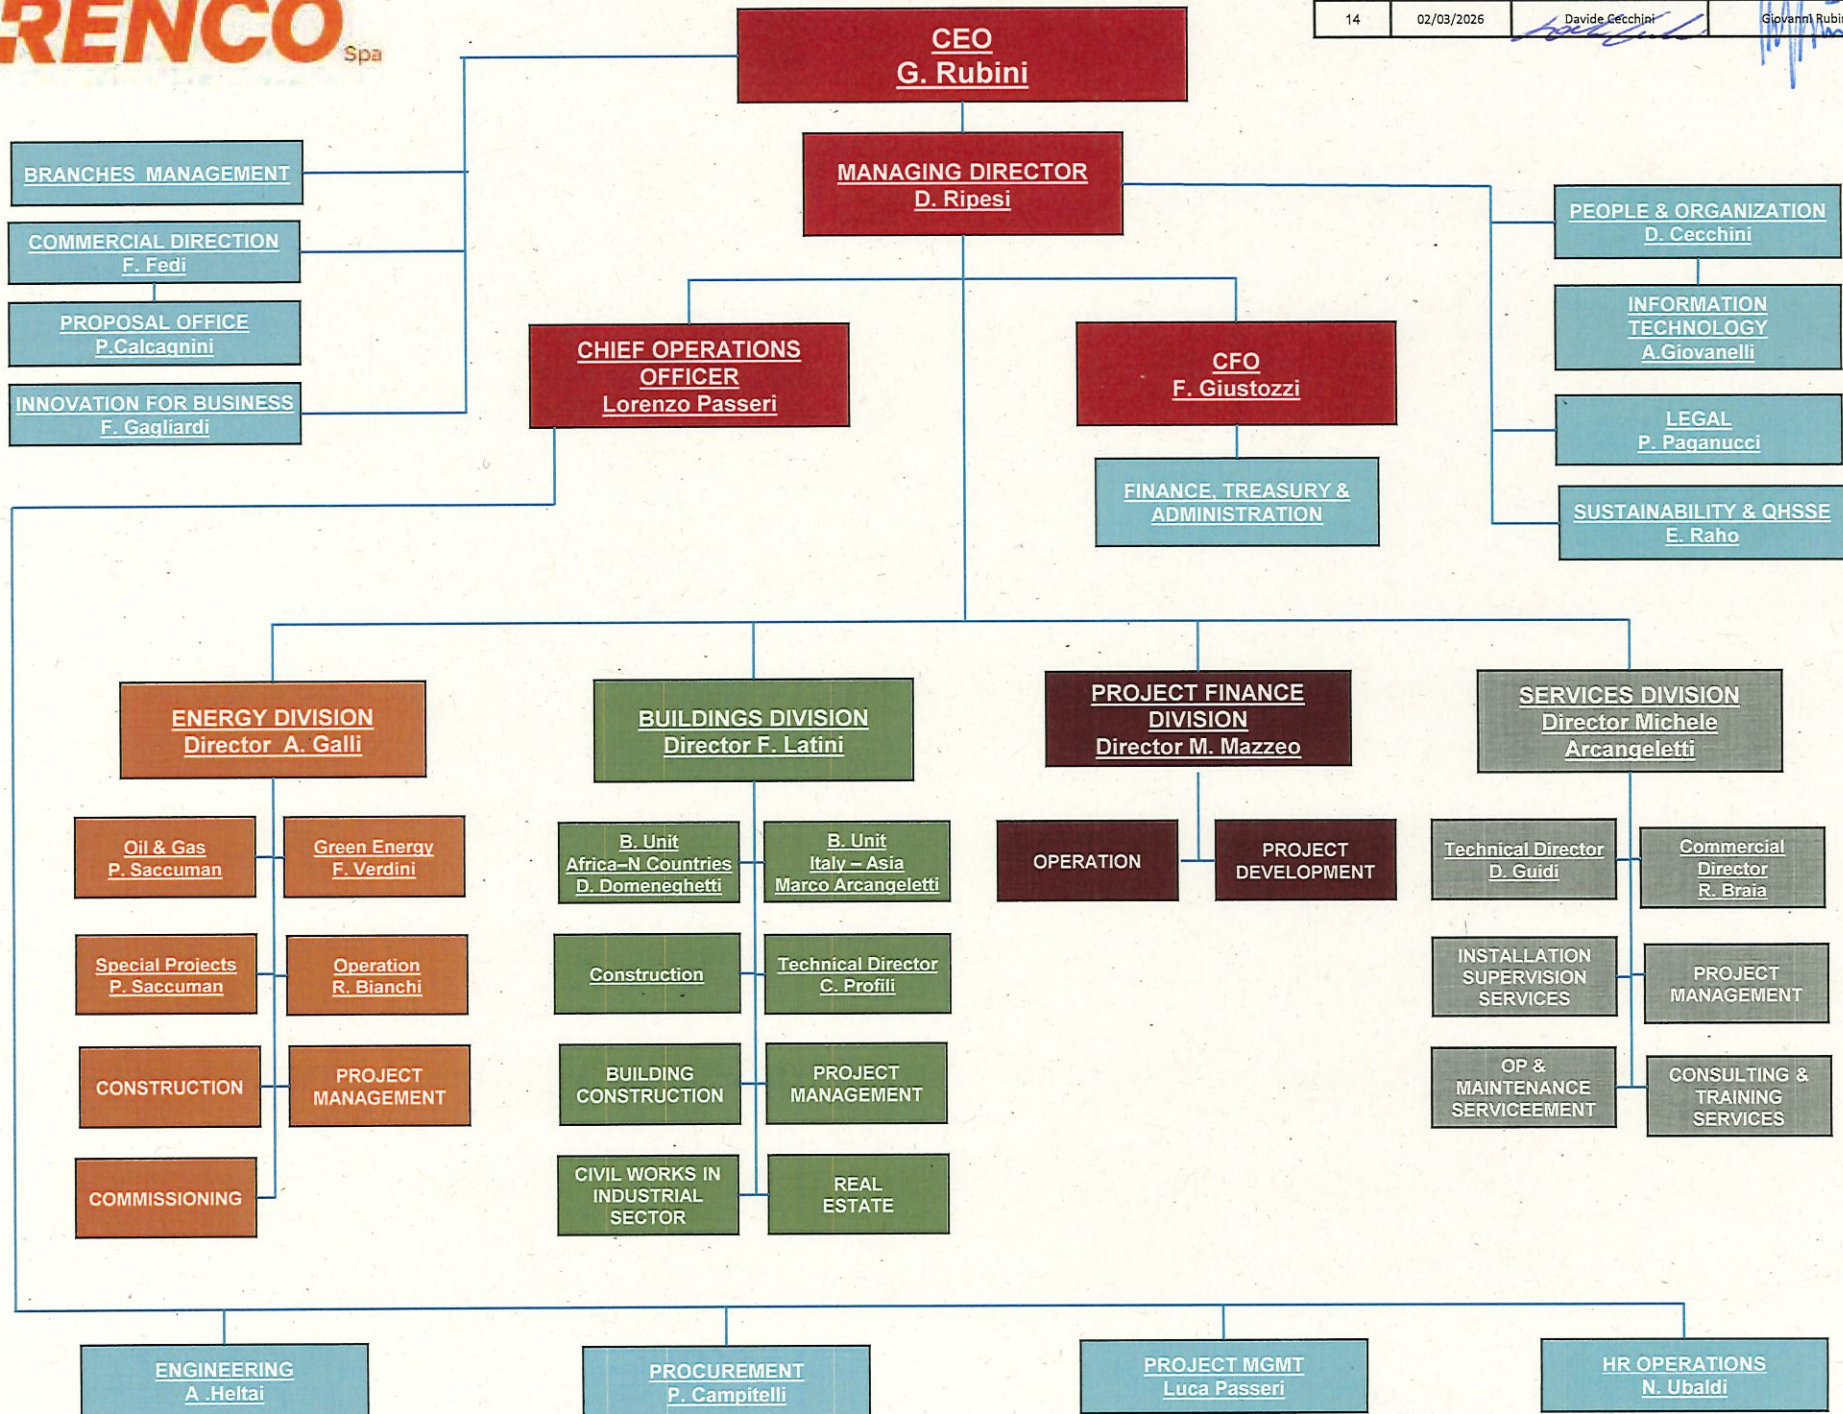 RENCO Spa
14 02/03/2026 Davide Cecchini Giovanni
CEO
G. Rubini
MANAGING DIRECTOR
D. Ripesi
BRANCHES MANAGEMENT
COMMERCIAL DIRECTION
F. Fedi
PROPOSAL OFFICE
P.Calcagnini
INNOVATION FOR BUSINESS
F. Gagliardi
CHIEF OPERATIONS
OFFICER
Lorenzo Passeri
CFO
F. Giustozzi
FINANCE, TREASURY &
ADMINISTRATION
PEOPLE & ORGANIZATION
D. Cecchini
INFORMATION
TECHNOLOGY
A.Giovanelli
LEGAL
P. Paganucci
SUSTAINABILITY & QHSSE
E. Raho
ENERGY DIVISION
Director A. Galli
BUILDINGS DIVISION
Director F. Latini
PROJECT FINANCE
DIVISION
Director M. Mazzeo
SERVICES DIVISION
Director Michele
Arcangeletti
Oil & Gas
P. Saccuman
Green Energy
F. Verdini
Special Projects
P. Saccuman
Operation
R. Bianchi
CONSTRUCTION
PROJECT
MANAGEMENT
COMMISSIONING
B. Unit
Africa–N Countries
D. Domeneghetti
B. Unit
Italy – Asia
Marco Arcangeletti
Construction
Technical Director
C. Profili
BUILDING
CONSTRUCTION
PROJECT
MANAGEMENT
CIVIL WORKS IN
INDUSTRIAL
SECTOR
REAL
ESTATE
OPERATION
PROJECT
DEVELOPMENT
Technical Director
D. Guidi
Commercial
Director
R. Braia
INSTALLATION
SUPERVISION
SERVICES
PROJECT
MANAGEMENT
OP &
MAINTENANCE
SERVICEEMENT
CONSULTING &
TRAINING
SERVICES
ENGINEERING
A .Heltai
PROCUREMENT
P. Campitelli
PROJECT MGMT
Luca Passeri
HR OPERATIONS
N. Ubaldi